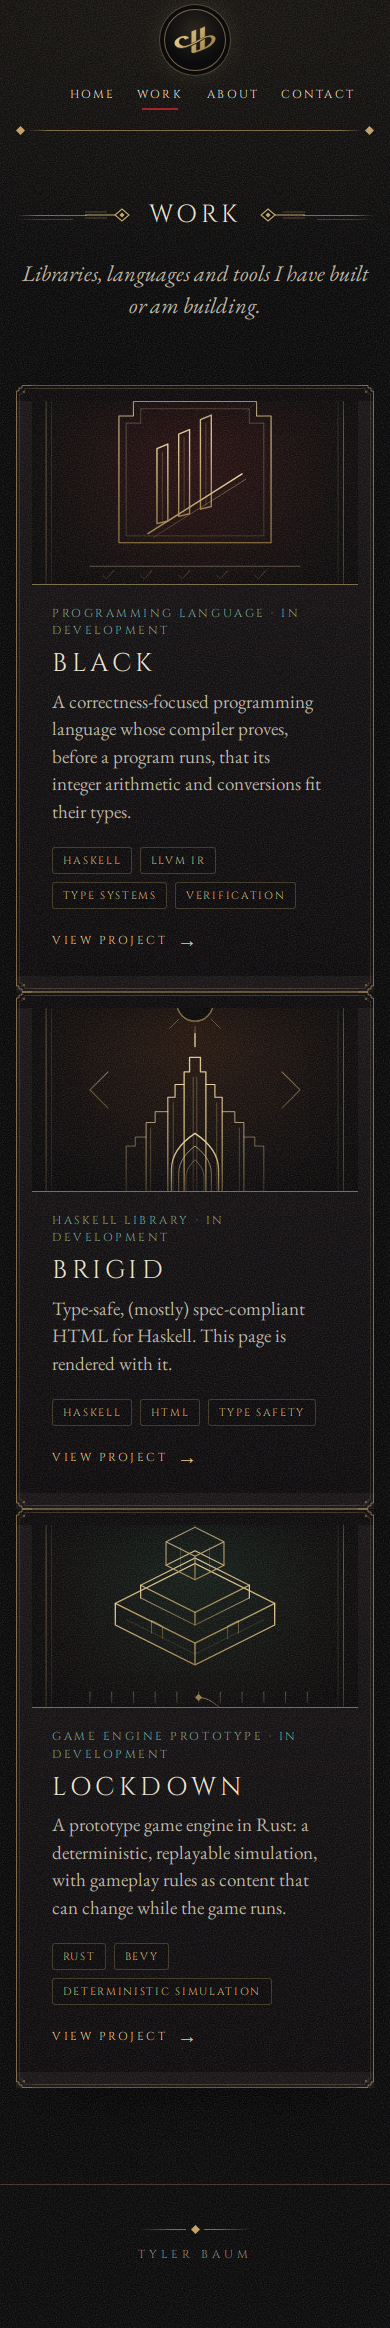 HOME WORK ABOUT CONTACT
WORK
Libraries, languages and tools I have built
or am building.
PROGRAMMING LANGUAGE · IN
DEVELOPMENT
BLACK
A correctness-focused programming
language whose compiler proves,
before a program runs, that its
integer arithmetic and conversions fit
their types.
HASKELL LLVM IR
TYPE SYSTEMS VERIFICATION
VIEW PROJECT →
HASKELL LIBRARY · IN
DEVELOPMENT
BRIGID
Type-safe, (mostly) spec-compliant
HTML for Haskell. This page is
rendered with it.
HASKELL HTML TYPE SAFETY
VIEW PROJECT →
GAME ENGINE PROTOTYPE · IN
DEVELOPMENT
LOCKDOWN
A prototype game engine in Rust: a
deterministic, replayable simulation,
with gameplay rules as content that
can change while the game runs.
RUST BEVY
DETERMINISTIC SIMULATION
VIEW PROJECT →
TYLER BAUM